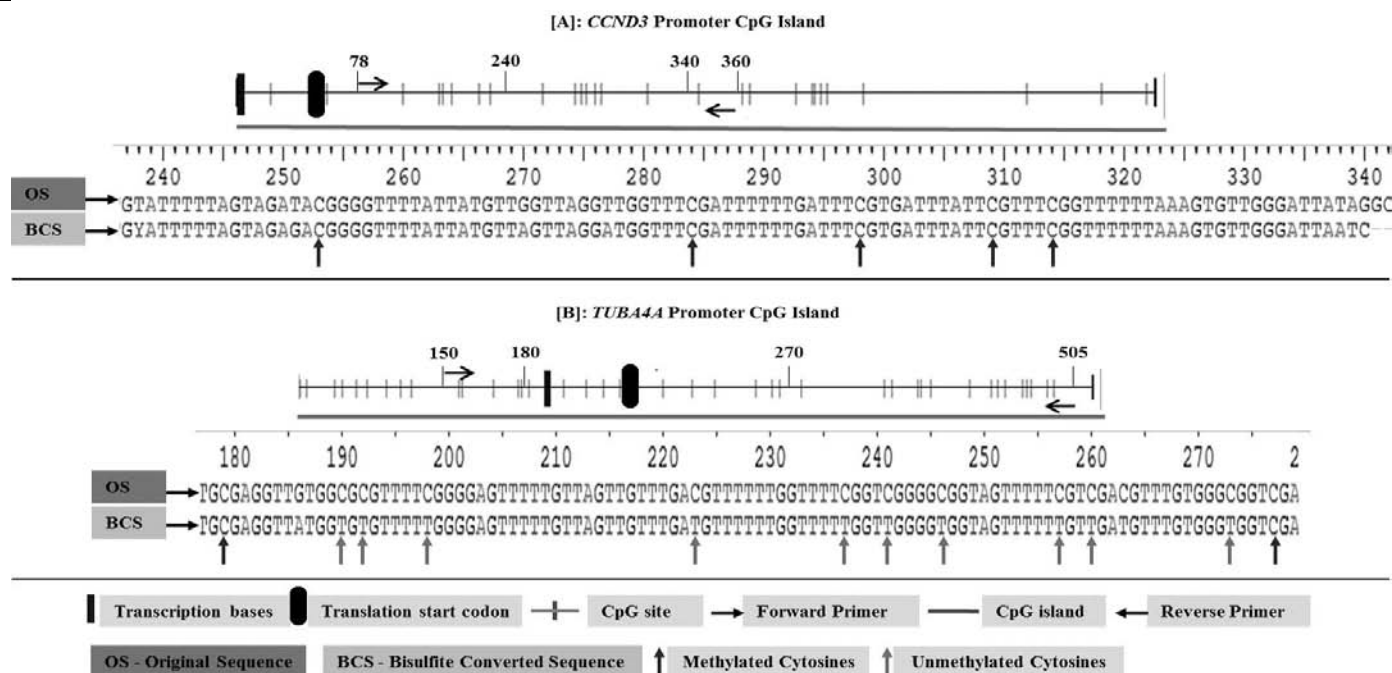 [A]: CCND3 Promoter CpG Island
78 240 340 360
240 250 260 270 280 290 300 310 320 330 340
OS GTATTTTTAGTAGATACGGGGTTTTATTATGTTGGTTAGGTTGGTTTCGATTTTTTGATTTCGTGATTTATTCGTTTCGGTTTTTTAAAGTGTTGGGATTATAGGC
BCS GYATTTTTAGTAGAGACGGGGTTTTATTATGTTAGTTAGGATGGTTTCGATTTTTTGATTTCGTGATTTATTCGTTTCGGTTTTTTAAAGTGTTGGGATTAATC--
[B]: TUBA4A Promoter CpG Island
150 180 270 505
180 190 200 210 220 230 240 250 260 270 2
OS TGCGAGGTTGTGGCGCGTTTTCGGGGAGTTTTTGTTAGTTGTTTGACGTTTTTTGGTTTTCGGTCGGGGCGGTAGTTTTTCGTCGACGTTTGTGGGCGGTCGA
BCS TGCGAGGTTATGGTGTGTTTTTGGGGAGTTTTTGTTAGTTGTTTGATGTTTTTTGGTTTTTGGTTGGGGTGGTAGTTTTTTGTTGATGTTTGTGGGTGGTCGA
Transcription bases Translation start codon CpG site Forward Primer CpG island Reverse Primer
OS - Original Sequence BCS - Bisulfite Converted Sequence Methylated Cytosines Unmethylated Cytosines